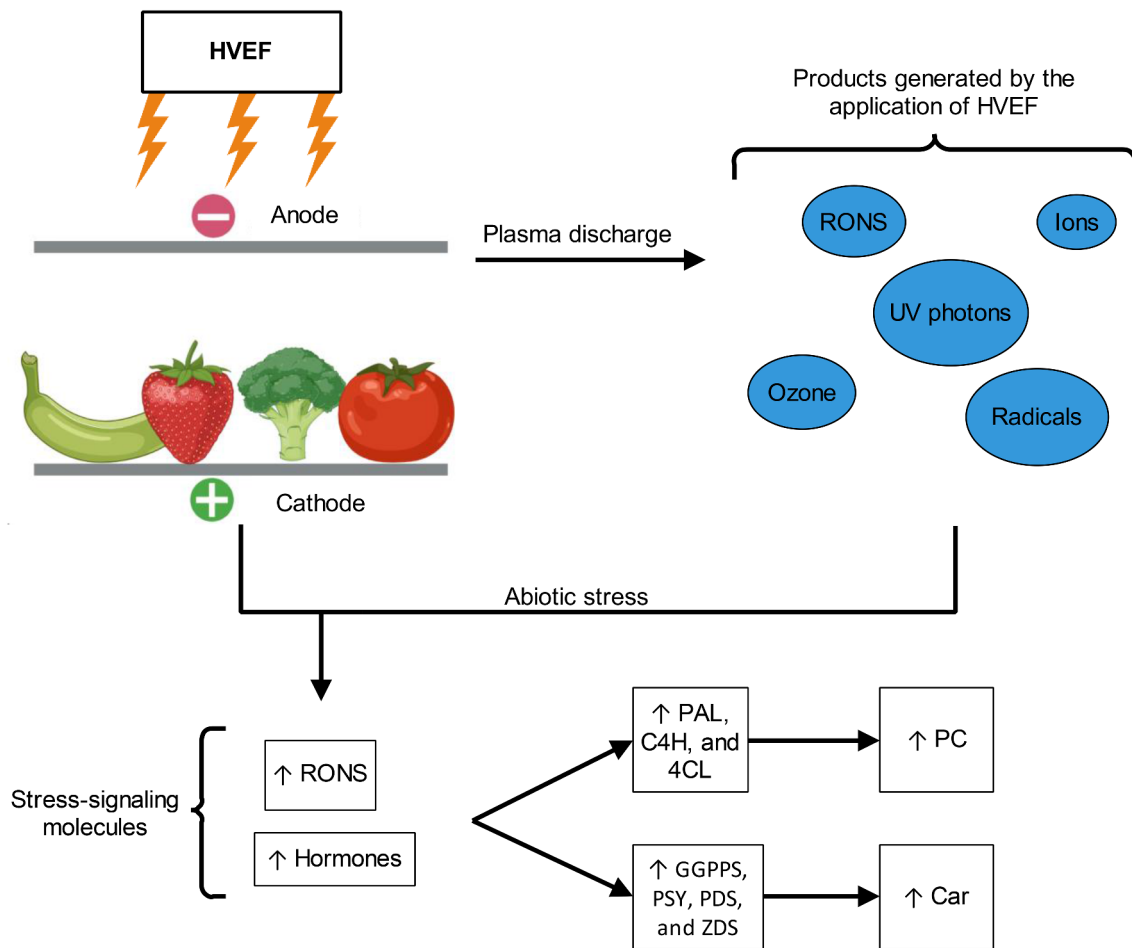 HVEF
Anode
Cathode
Plasma discharge
Products generated by the
application of HVEF
RONS
Ions
UV photons
Ozone
Radicals
Abiotic stress
Stress-signaling
molecules
↑ RONS
↑ Hormones
↑ PAL,
C4H, and
4CL
↑ PC
↑ GGPPS,
PSY, PDS,
and ZDS
↑ Car